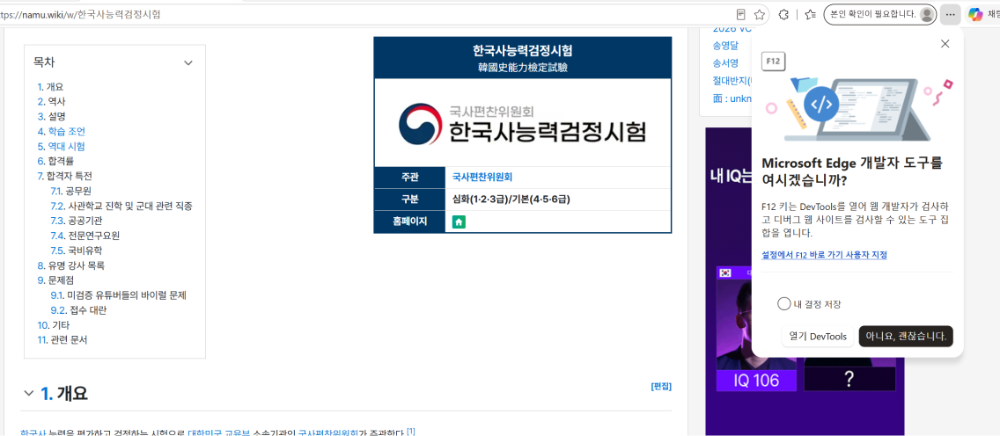 ttps://namu.wiki/w/한국사능력검정시험
본인 확인이 필요합니다.
채팅
목차
1. 개요
2. 역사
3. 설명
4. 학습 조언
5. 역대 시험
6. 합격률
7. 합격자 특전
7.1. 공무원
7.2. 사관학교 진학 및 군대 관련 직종
7.3. 공공기관
7.4. 전문연구요원
7.5. 국비유학
8. 유명 강사 목록
9. 문제점
9.1. 미검증 유튜버들의 바이럴 문제
9.2. 접수 대란
10. 기타
11. 관련 문서
한국사능력검정시험
韓國史能力檢定試驗
국사편찬위원회
한국사능력검정시험
주관 국사편찬위원회
구분 심화(1·2·3급)/기본(4·5·6급)
홈페이지
1. 개요
[편집]
한국사 능력을 평가하고 검정하는 시험으로 대한민국 교육부 소속기관인 국사편찬위원회가 주관한다.[1]
2026 VC
송영달
송서영
절대반지(
面 : unkn
내 IQ는
IQ 106
?
F12
</>
Microsoft Edge 개발자 도구를
여시겠습니까?
F12 키는 DevTools를 열어 웹 개발자가 검사하
고 디버그 웹 사이트를 검사할 수 있는 도구 집
합을 엽니다.
설정에서 F12 바로 가기 사용자 지정
내 결정 저장
열기 DevTools
아니요, 괜찮습니다.